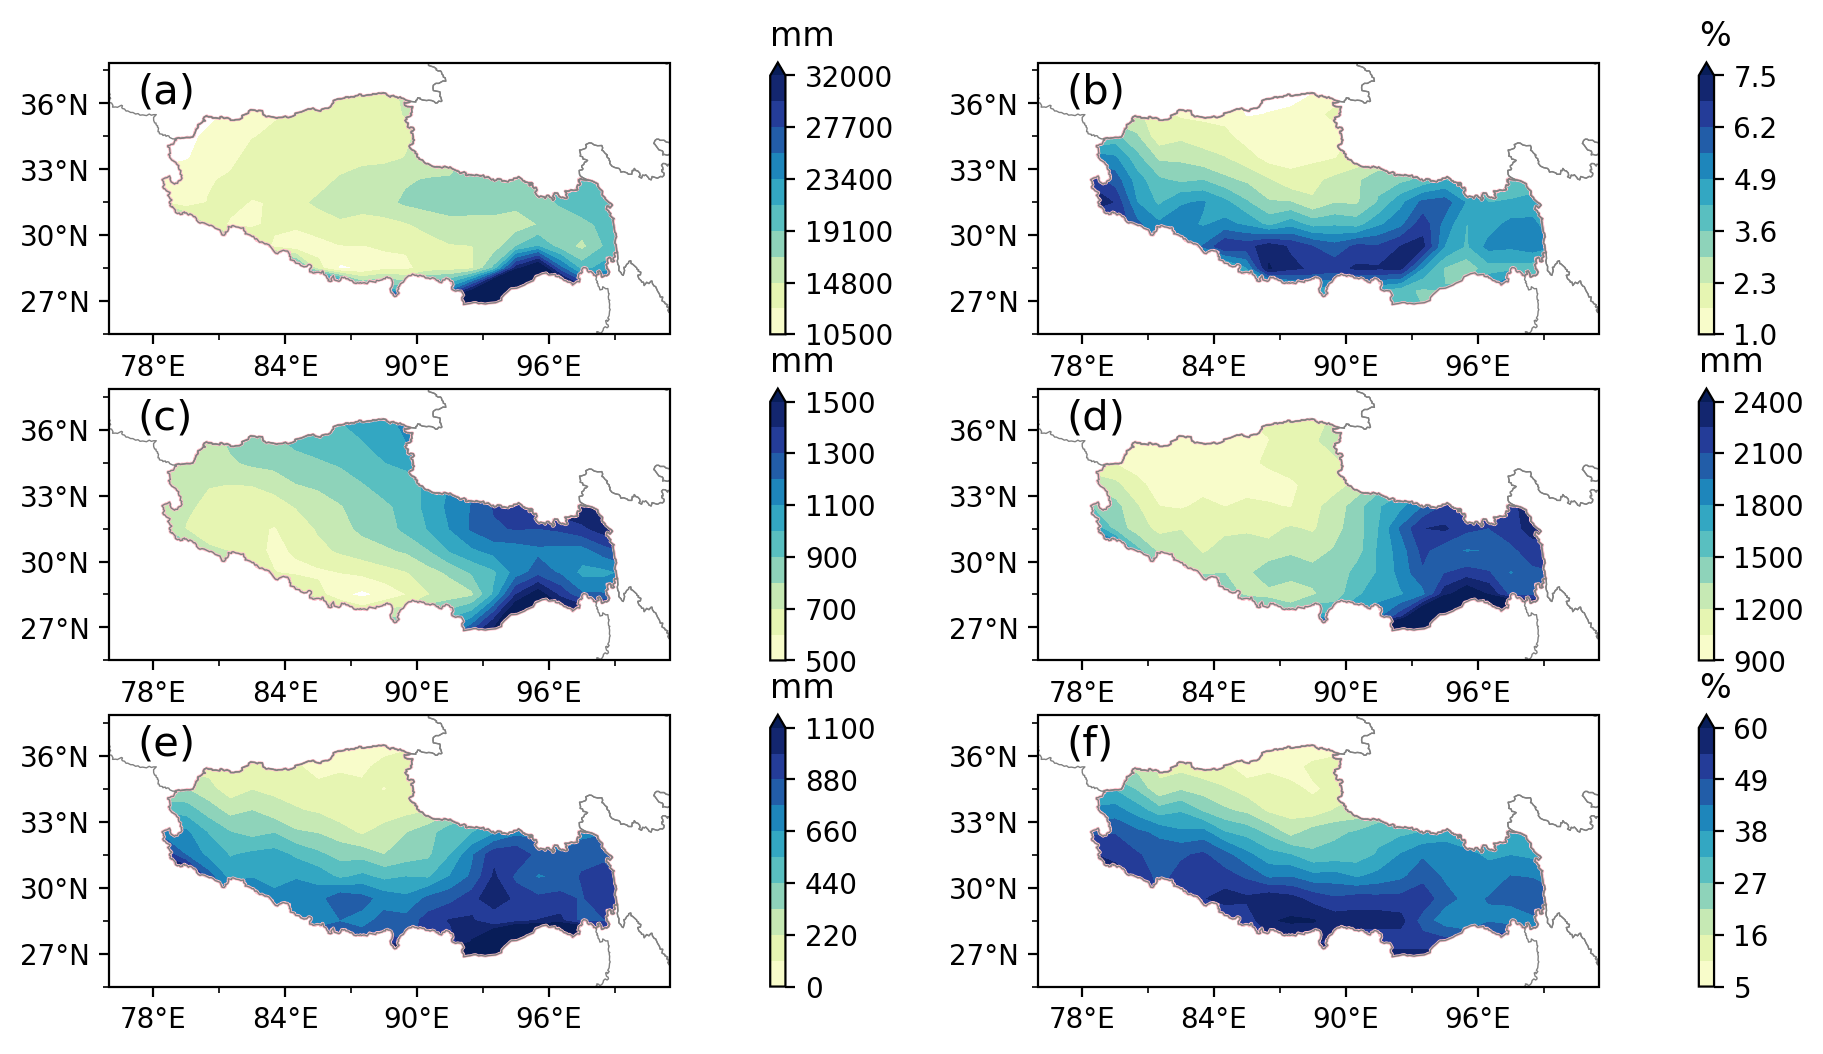 mm
%
(a)
36°N
33°N
30°N
27°N
78°E 84°E 90°E 96°E
32000
27700
23400
19100
14800
10500
(b)
36°N
33°N
30°N
27°N
78°E 84°E 90°E 96°E
7.5
6.2
4.9
3.6
2.3
1.0
mm
mm
(c)
36°N
33°N
30°N
27°N
78°E 84°E 90°E 96°E
1500
1300
1100
900
700
500
(d)
36°N
33°N
30°N
27°N
78°E 84°E 90°E 96°E
2400
2100
1800
1500
1200
900
mm
%
(e)
36°N
33°N
30°N
27°N
78°E 84°E 90°E 96°E
1100
880
660
440
220
0
(f)
36°N
33°N
30°N
27°N
78°E 84°E 90°E 96°E
60
49
38
27
16
5